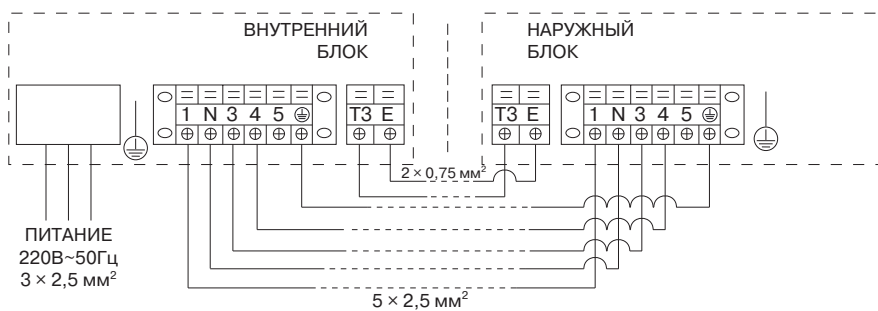 ВНУТРЕННИЙ
БЛОК
НАРУЖНЫЙ
БЛОК
1 N 3 4 5
T3 E
T3 E
1 N 3 4 5
2 × 0,75 мм²
ПИТАНИЕ
220В~50Гц
3 × 2,5 мм²
5 × 2,5 мм²